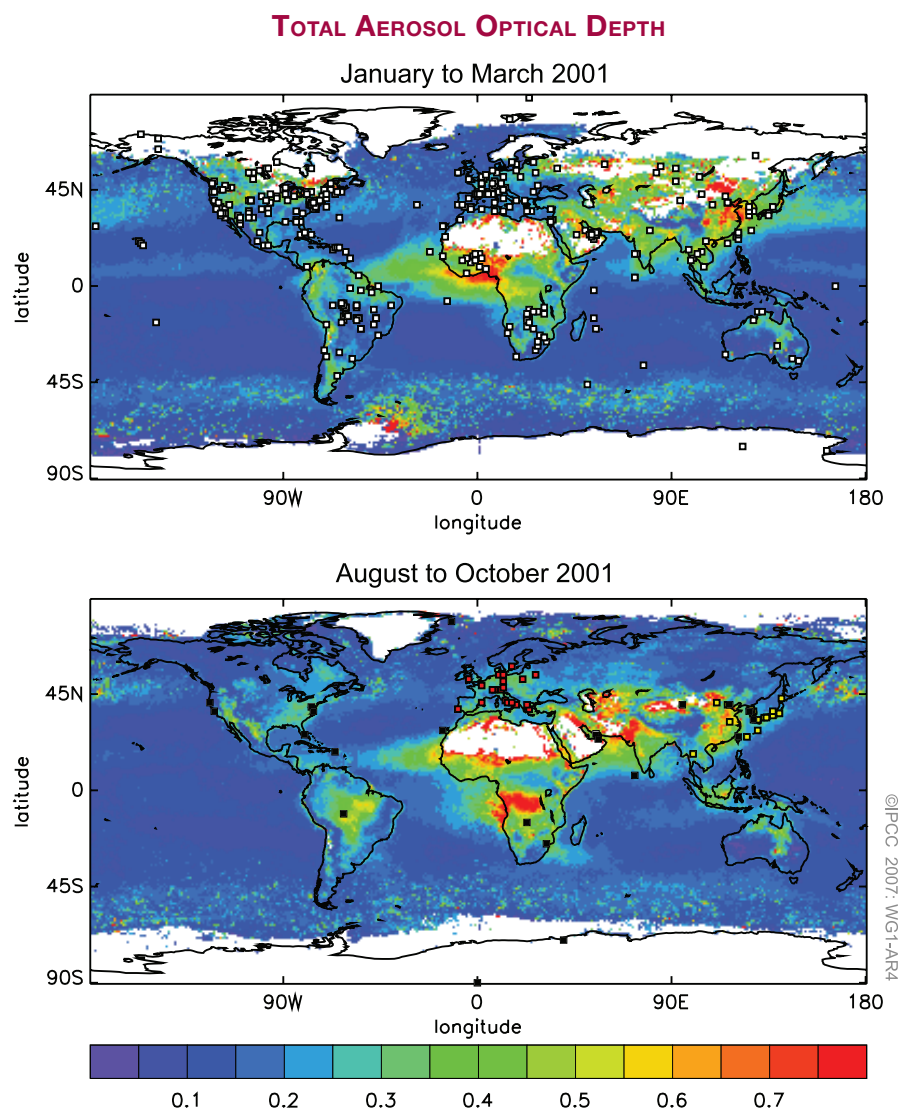 TOTAL AEROSOL OPTICAL DEPTH
January to March 2001
45N
0
45S
90S
latitude
90W 0 90E 180
longitude
August to October 2001
45N
0
45S
90S
latitude
90W 0 90E 180
longitude
©IPCC 2007: WG1-AR4
0.1 0.2 0.3 0.4 0.5 0.6 0.7